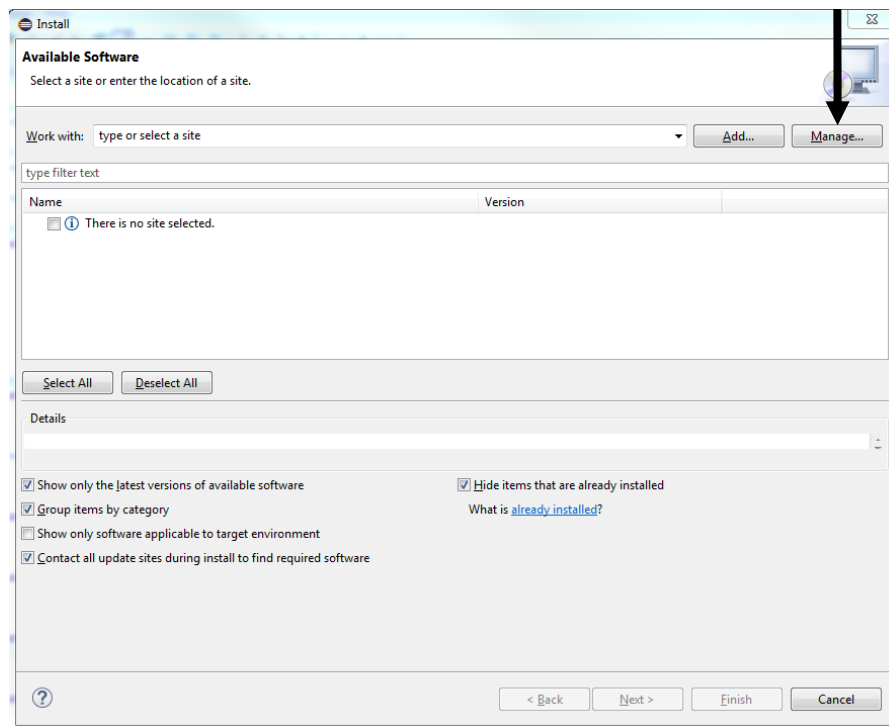 Install
Available Software
Select a site or enter the location of a site.
Work with: type or select a site Add... Manage...
type filter text
Name Version
There is no site selected.
Select All Deselect All
Details
Show only the latest versions of available software Hide items that are already installed
Group items by category What is already installed?
Show only software applicable to target environment
Contact all update sites during install to find required software
? < Back Next > Finish Cancel